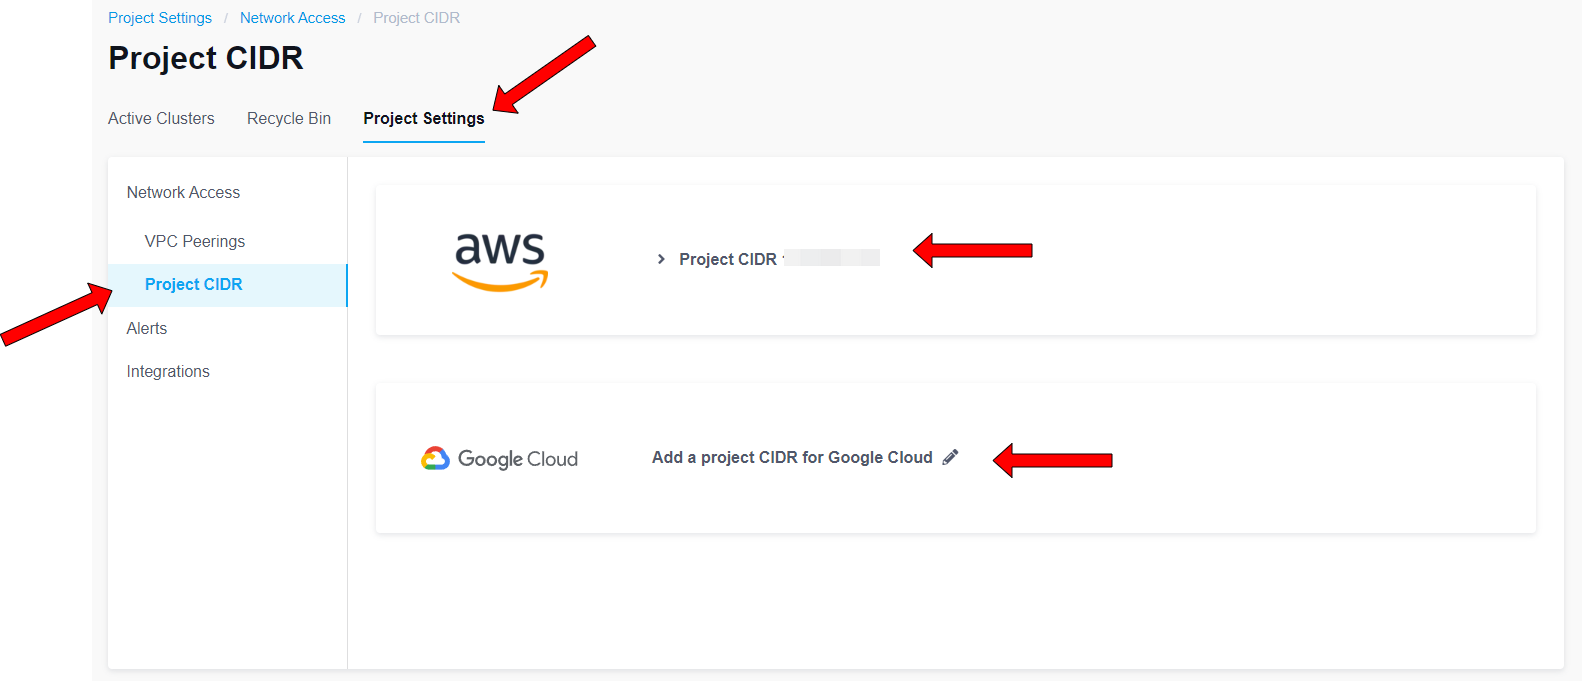 Project Settings / Network Access / Project CIDR
Project CIDR
Active Clusters Recycle Bin Project Settings
Network Access
VPC Peerings
Project CIDR
Alerts
Integrations
aws
Project CIDR
Google Cloud
Add a project CIDR for Google Cloud